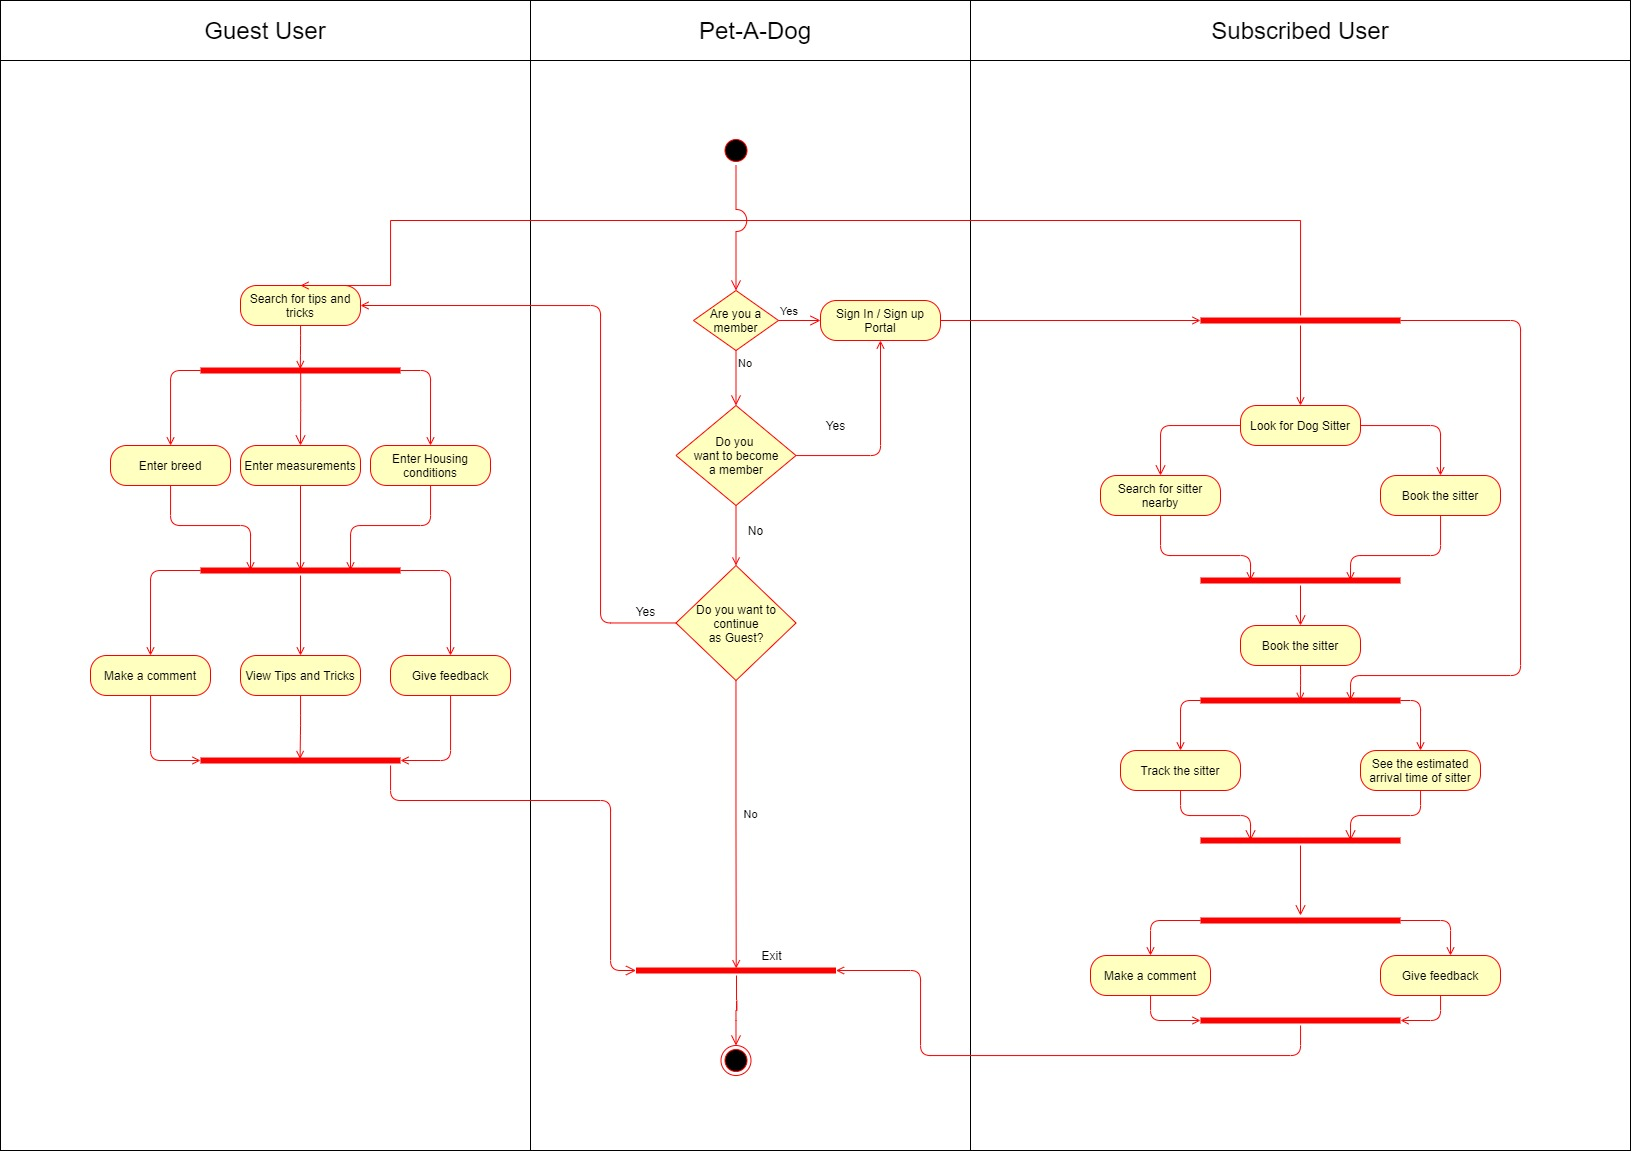 Guest User
Pet-A-Dog
Subscribed User
Search for tips and
tricks
Enter breed
Enter measurements
Enter Housing
conditions
Make a comment
View Tips and Tricks
Give feedback
Are you a
member
Yes
Sign In / Sign up
Portal
No
Do you
want to become
a member
Yes
No
Do you want to
continue
as Guest?
Yes
No
Exit
Look for Dog Sitter
Search for sitter
nearby
Book the sitter
Book the sitter
Track the sitter
See the estimated
arrival time of sitter
Make a comment
Give feedback